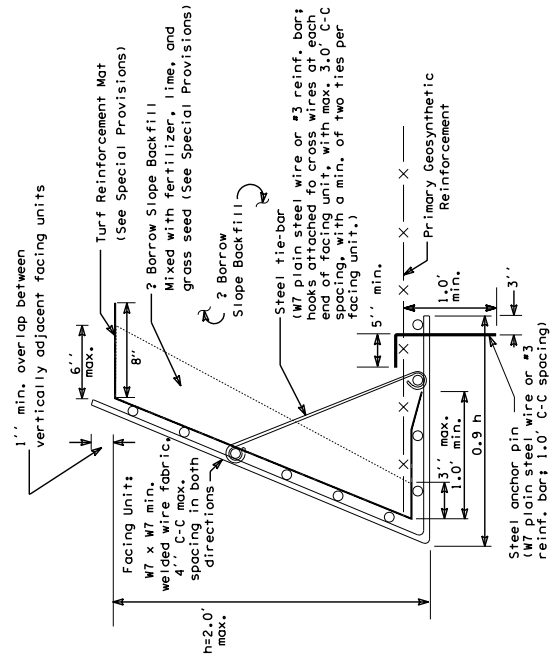 1'' min. overlap between
vertically adjacent facing units
6''
max.
8''
Turf Reinforcement Mat
(See Special Provisions)
? Borrow Slope Backfill
Mixed with fertilizer, lime, and
grass seed (See Special Provisions)
? Borrow
Slope Backfill
Steel tie-bar
(W7 plain steel wire or #3 reinf. bar;
hooks attached fo cross wires at each
end of facing unit, with max. 3.0' C-C
spacing, with a min. of two ties per
facing unit.)
Facing Unit:
W7 x W7 min.
welded wire fabric.
4'' C-C max.
spacing in both
directions
h=2.0'
max.
5'' min.
Primary Geosynthetic
Reinforcement
1.0'
min.
3''
3'' max.
1.0' min.
0.9 h
Steel anchor pin
(W7 plain steel wire or #3
reinf. bar; 1.0' C-C spacing)